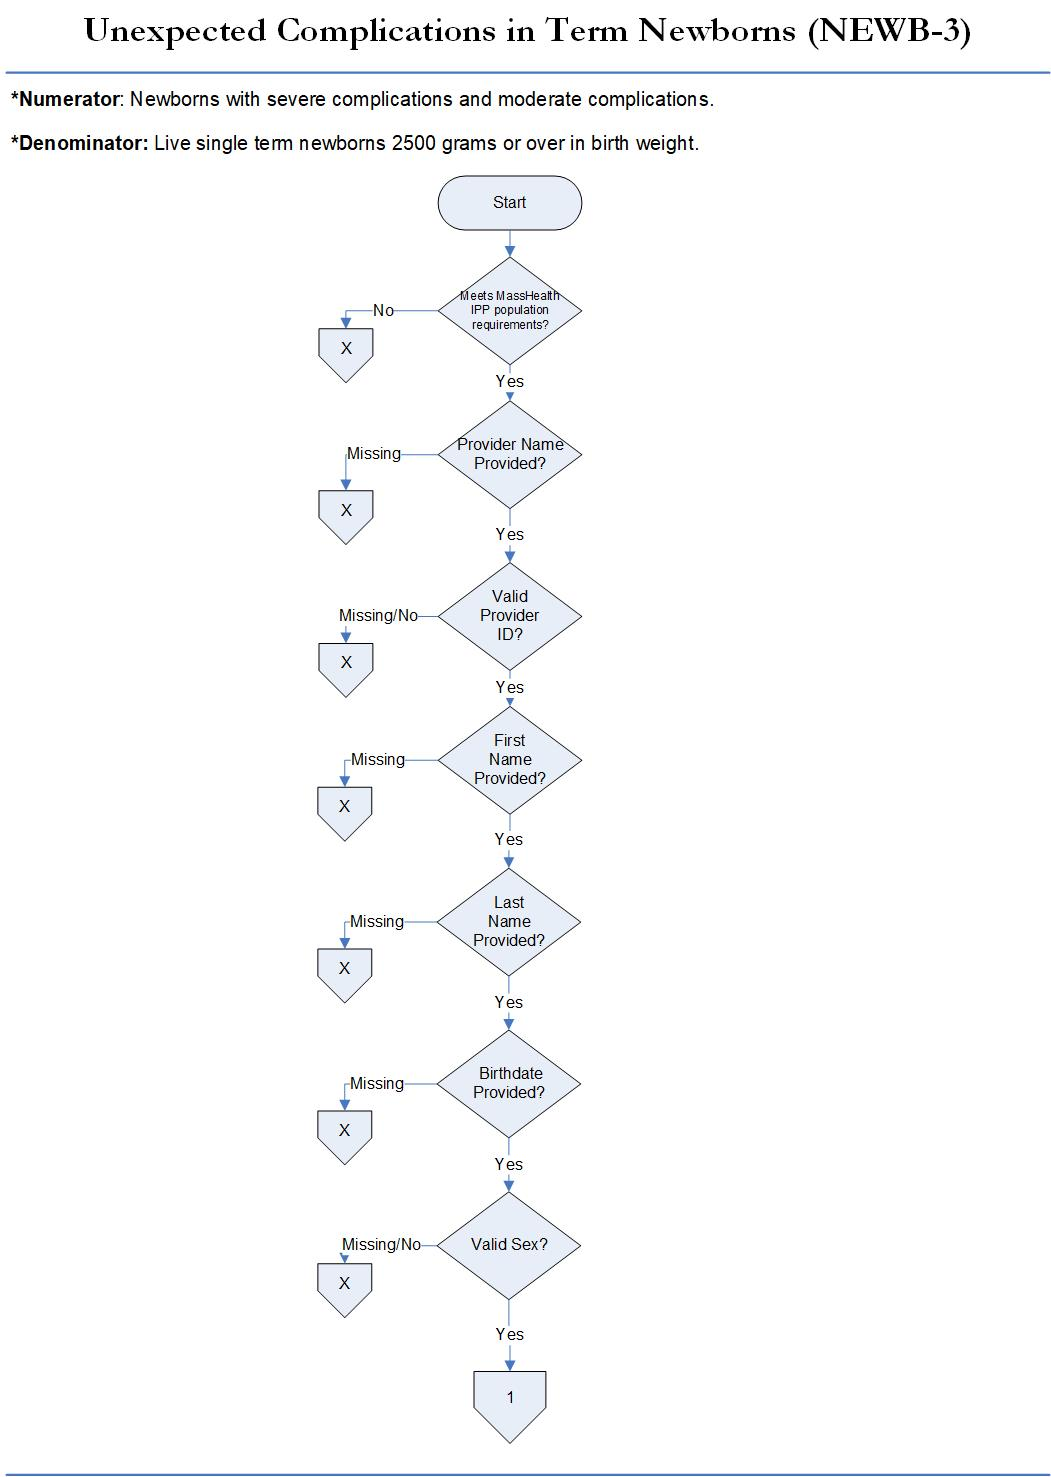 Unexpected Complications in Term Newborns (NEWB-3)
*Numerator: Newborns with severe complications and moderate complications.
*Denominator: Live single term newborns 2500 grams or over in birth weight.
Start
Meets MassHealth
IPP population
requirements?
No
X
Yes
Provider Name
Provided?
Missing
X
Yes
Valid
Provider
ID?
Missing/No
X
Yes
First
Name
Provided?
Missing
X
Yes
Last
Name
Provided?
Missing
X
Yes
Birthdate
Provided?
Missing
X
Yes
Valid Sex?
Missing/No
X
Yes
1